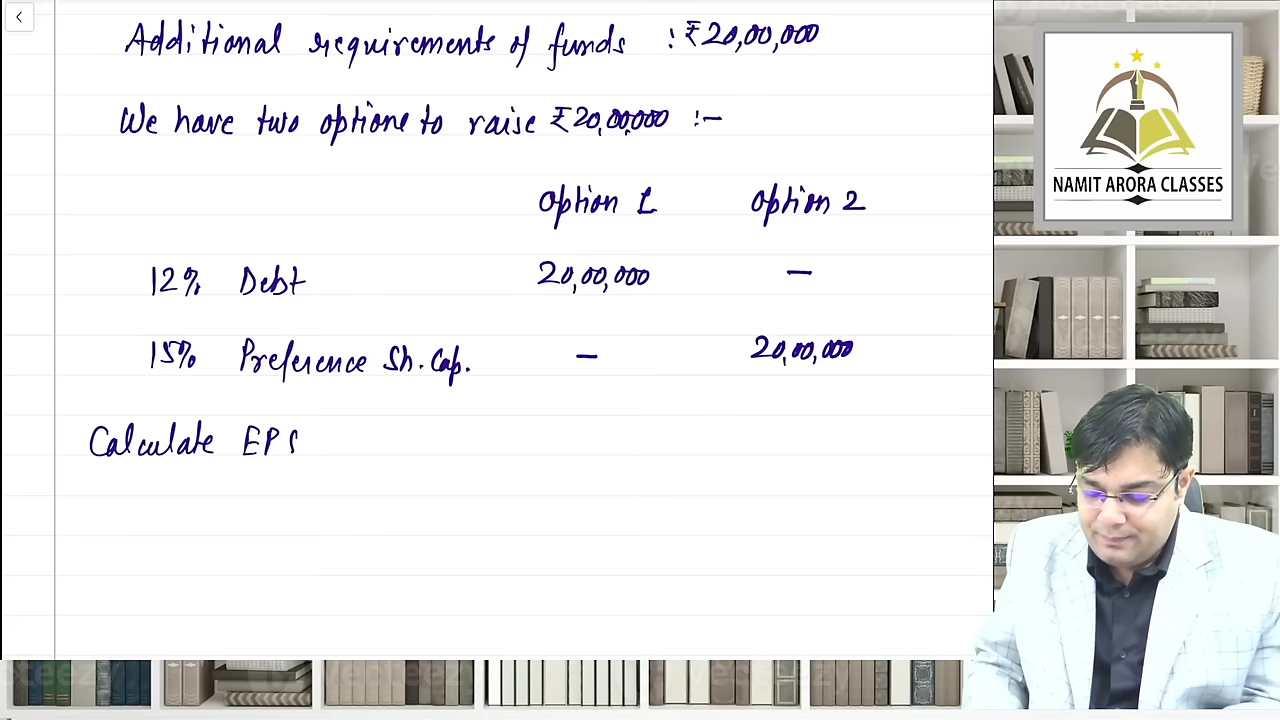 Additional requirements of funds : ₹20,00,000
We have two options to raise ₹20,00,000 :-
option 1 option 2
12% Debt 20,00,000 —
15% Preference Sh. Cap. — 20,00,000
Calculate EPS
NAMIT ARORA CLASSES